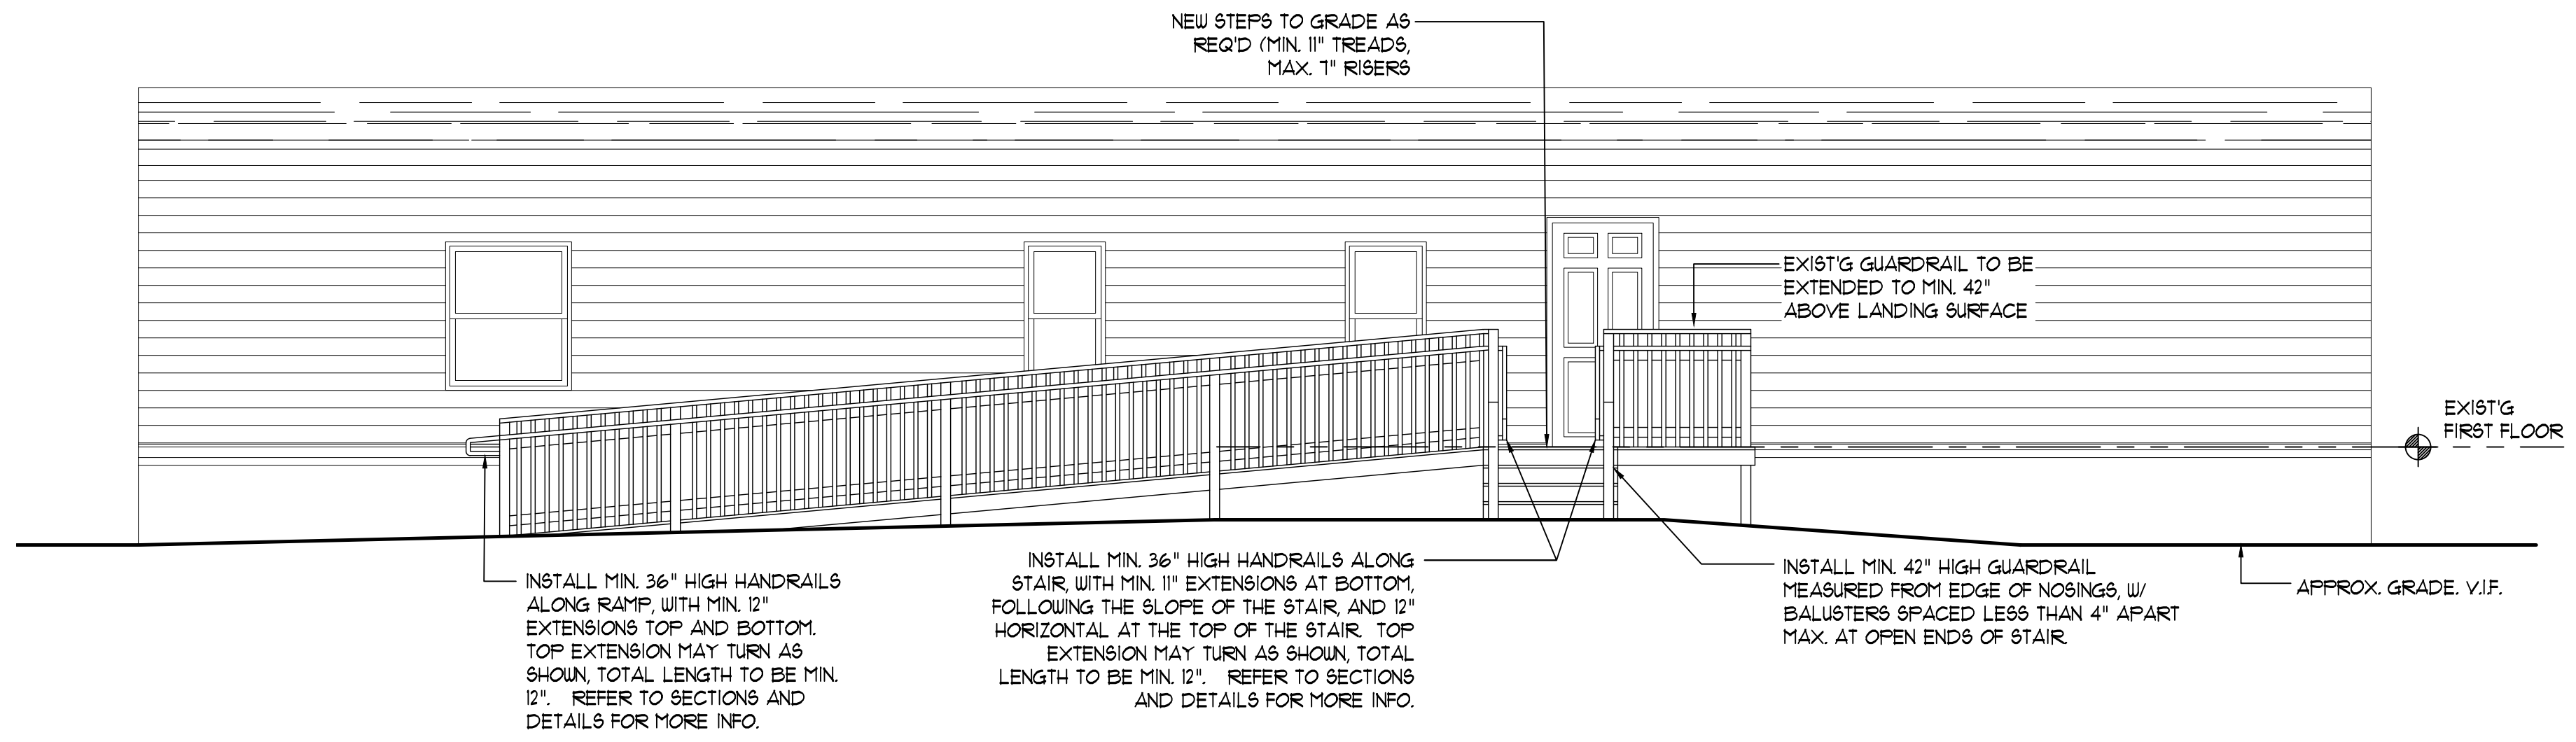 NEW STEPS TO GRADE AS
REQ'D (MIN. 11" TREADS,
MAX. 7" RISERS
EXIST'G GUARDRAIL TO BE
EXTENDED TO MIN. 42"
ABOVE LANDING SURFACE
EXIST'G
FIRST FLOOR
INSTALL MIN. 36" HIGH HANDRAILS
ALONG RAMP, WITH MIN. 12"
EXTENSIONS TOP AND BOTTOM.
TOP EXTENSION MAY TURN AS
SHOWN, TOTAL LENGTH TO BE MIN.
12". REFER TO SECTIONS AND
DETAILS FOR MORE INFO.
INSTALL MIN. 36" HIGH HANDRAILS ALONG
STAIR, WITH MIN. 11" EXTENSIONS AT BOTTOM,
FOLLOWING THE SLOPE OF THE STAIR, AND 12"
HORIZONTAL AT THE TOP OF THE STAIR. TOP
EXTENSION MAY TURN AS SHOWN, TOTAL
LENGTH TO BE MIN. 12". REFER TO SECTIONS
AND DETAILS FOR MORE INFO.
INSTALL MIN. 42" HIGH GUARDRAIL
MEASURED FROM EDGE OF NOSINGS, W/
BALUSTERS SPACED LESS THAN 4" APART
MAX. AT OPEN ENDS OF STAIR.
APPROX. GRADE. V.I.F.